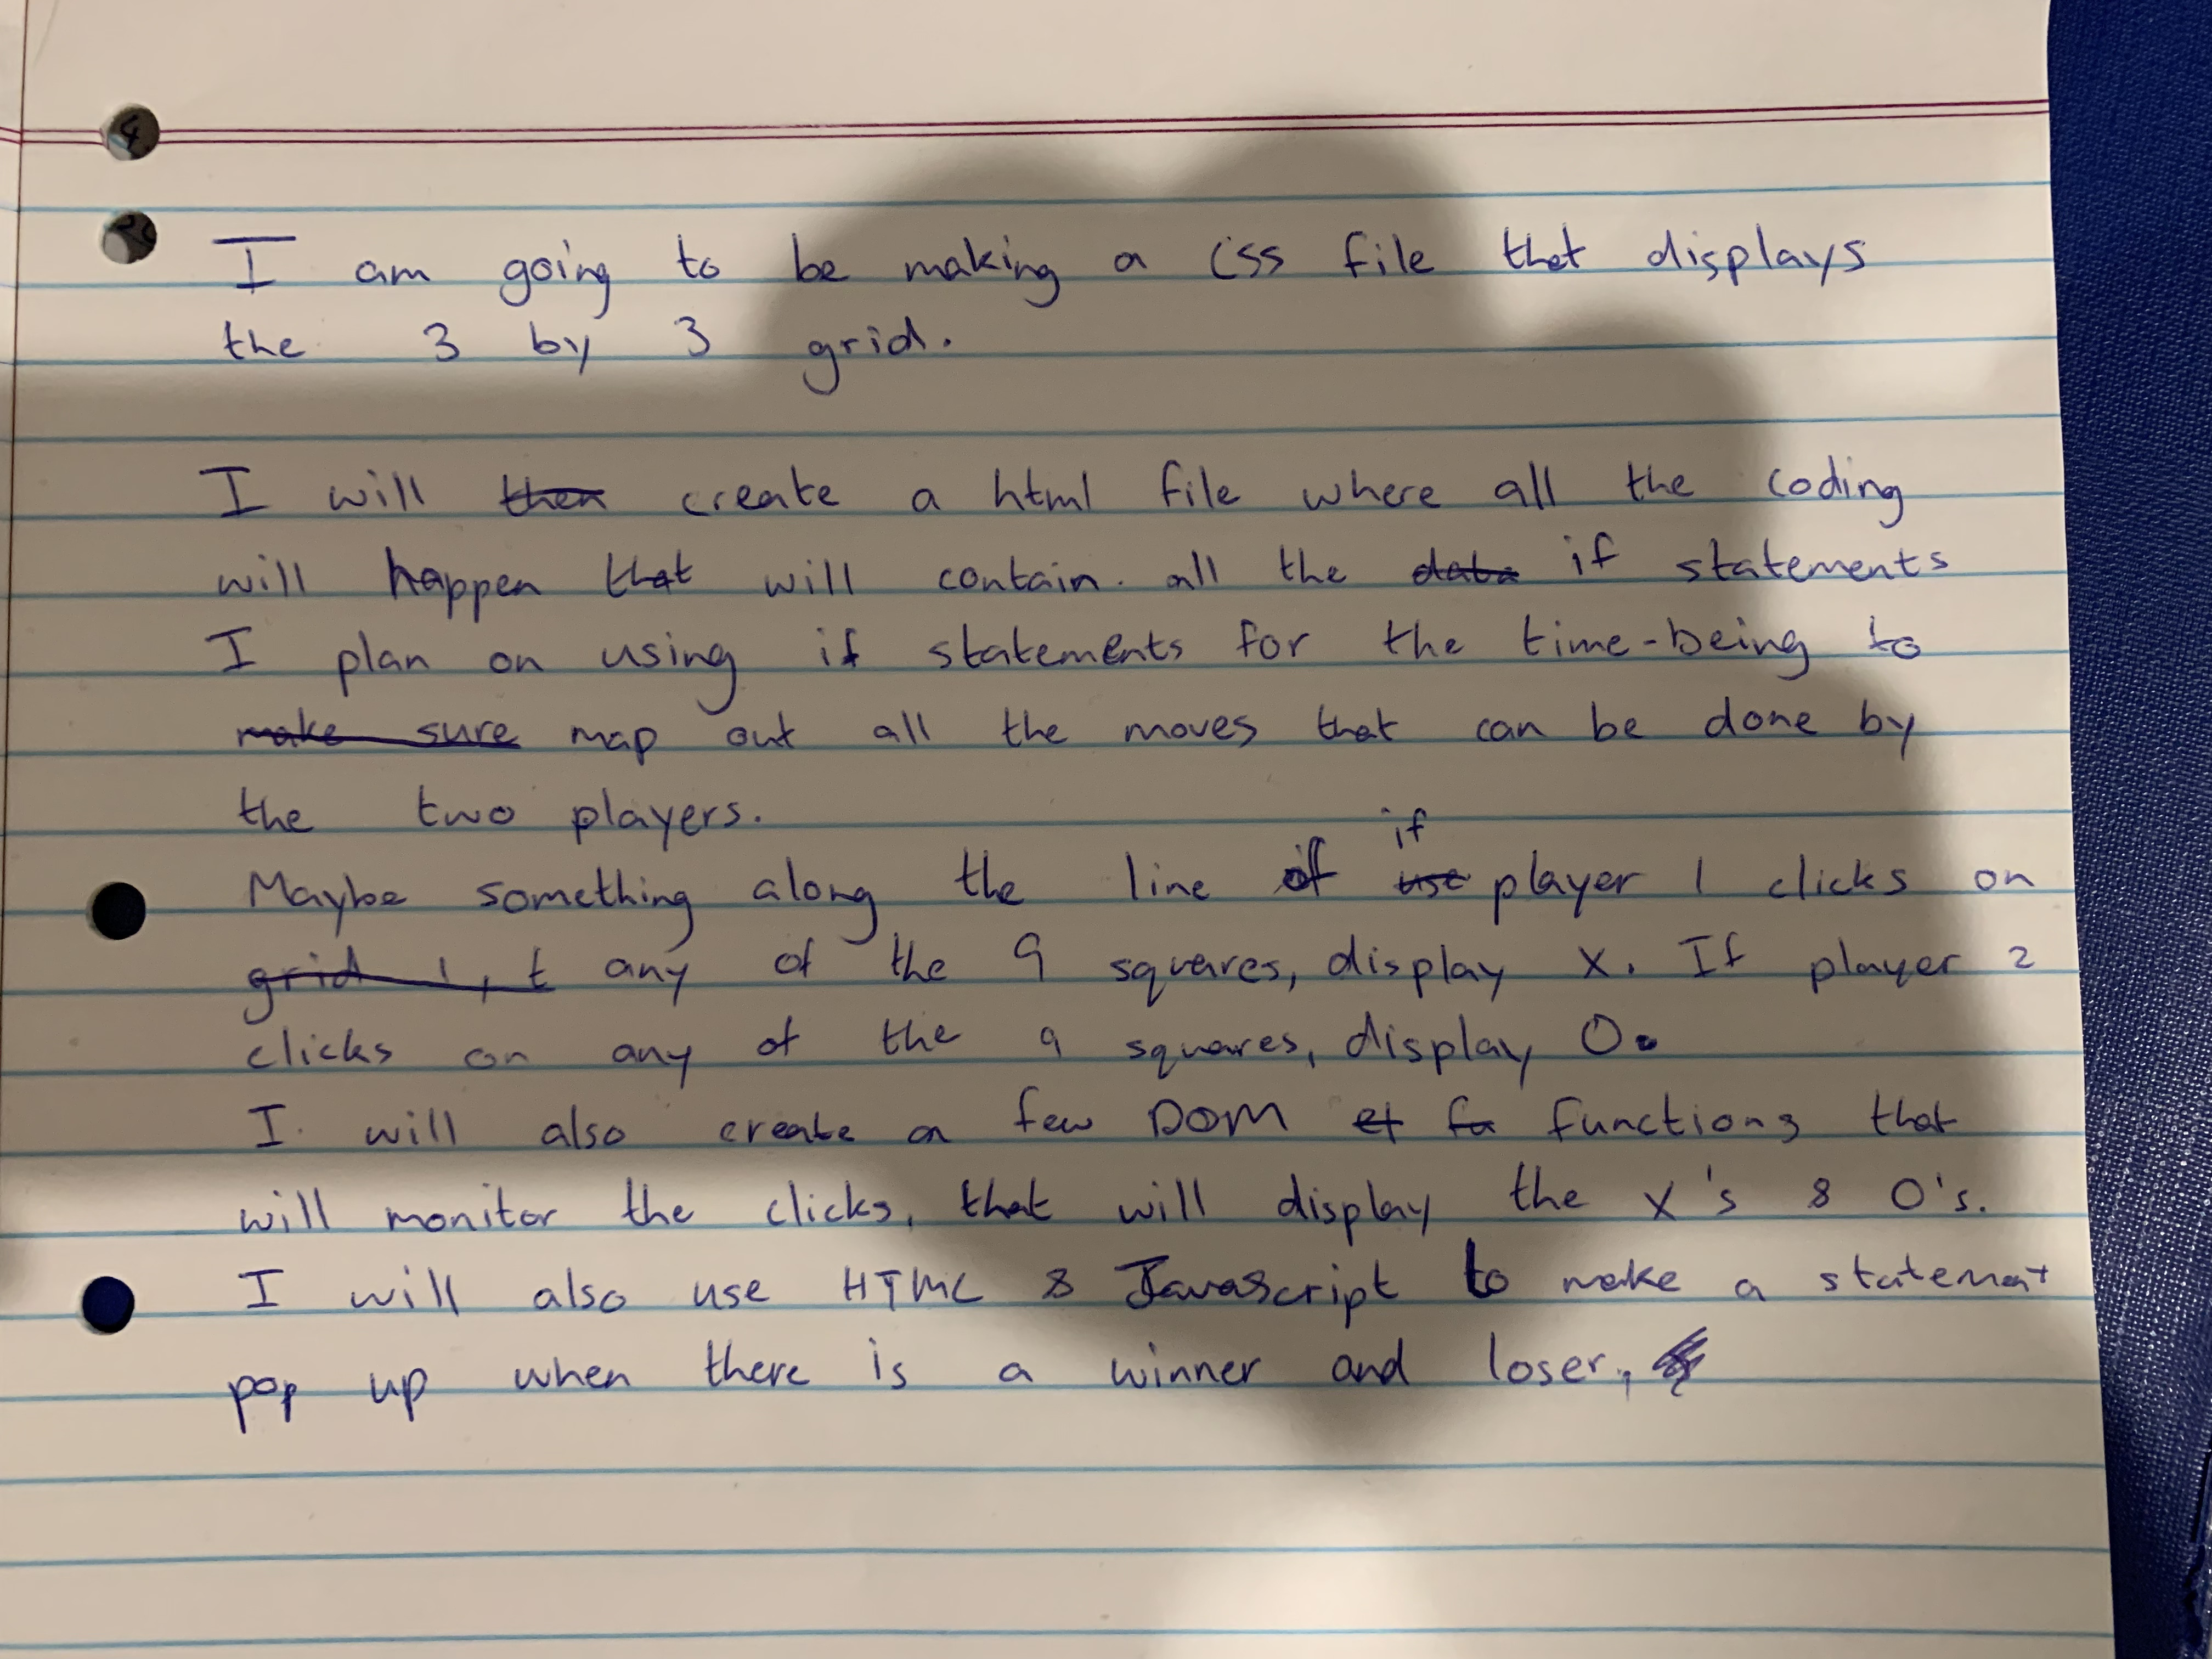 I am going to be making a css file that displays
the 3 by 3 grid.
I will then create a html file where all the coding
will happen that will contain. all the data if statements
I plan on using if statements for the time-being to
make sure map out all the moves that can be done by
the two players.
if
Maybe something along the line of use player 1 clicks on
grid 1, t any of the 9 squares, display X. If player 2
clicks on any of the 9 squares, display O.
I will also create a few DOM et fa functions that
will monitor the clicks, that will display the X's & O's.
I will also use HTML & Javascript to make a statement
pop up when there is a winner and loser,